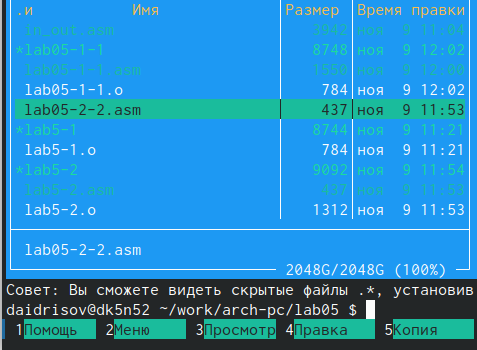 .и Имя Размер Время правки
in_out.asm 3942 ноя 9 11:04
*lab05-1-1 8748 ноя 9 12:02
lab05-1-1.asm 1550 ноя 9 12:00
lab05-1-1.o 784 ноя 9 12:02
lab05-2-2.asm 437 ноя 9 11:53
*lab5-1 8744 ноя 9 11:21
lab5-1.o 784 ноя 9 11:21
*lab5-2 9092 ноя 9 11:54
lab5-2.asm 437 ноя 9 11:53
lab5-2.o 1312 ноя 9 11:53
lab05-2-2.asm
2048G/2048G (100%)
Совет: Вы сможете видеть скрытые файлы .*, установив
daidrisov@dk5n52 ~/work/arch-pc/lab05 $
1Помощь 2Меню 3Просмотр 4Правка 5Копия